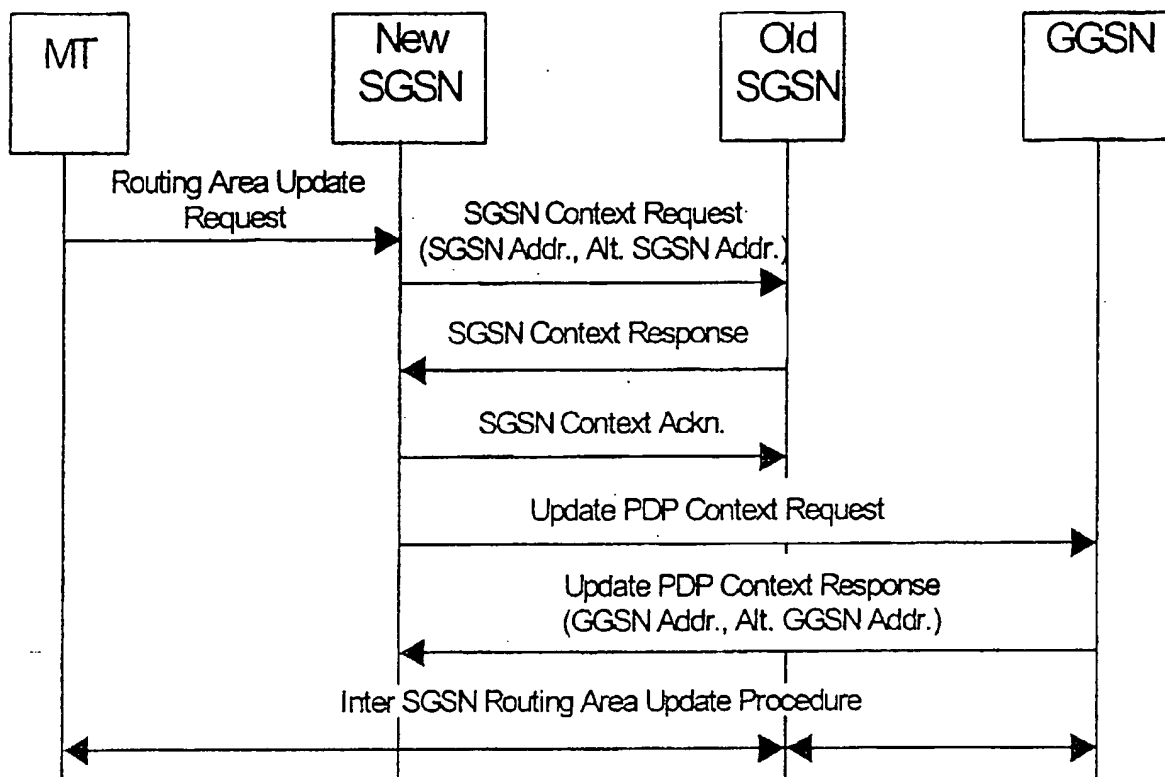 MT
New
SGSN
Old
SGSN
GGSN
Routing Area Update
Request
SGSN Context Request
(SGSN Addr., Alt. SGSN Addr.)
SGSN Context Response
SGSN Context Ackn.
Update PDP Context Request
Update PDP Context Response
(GGSN Addr., Alt. GGSN Addr.)
Inter SGSN Routing Area Update Procedure